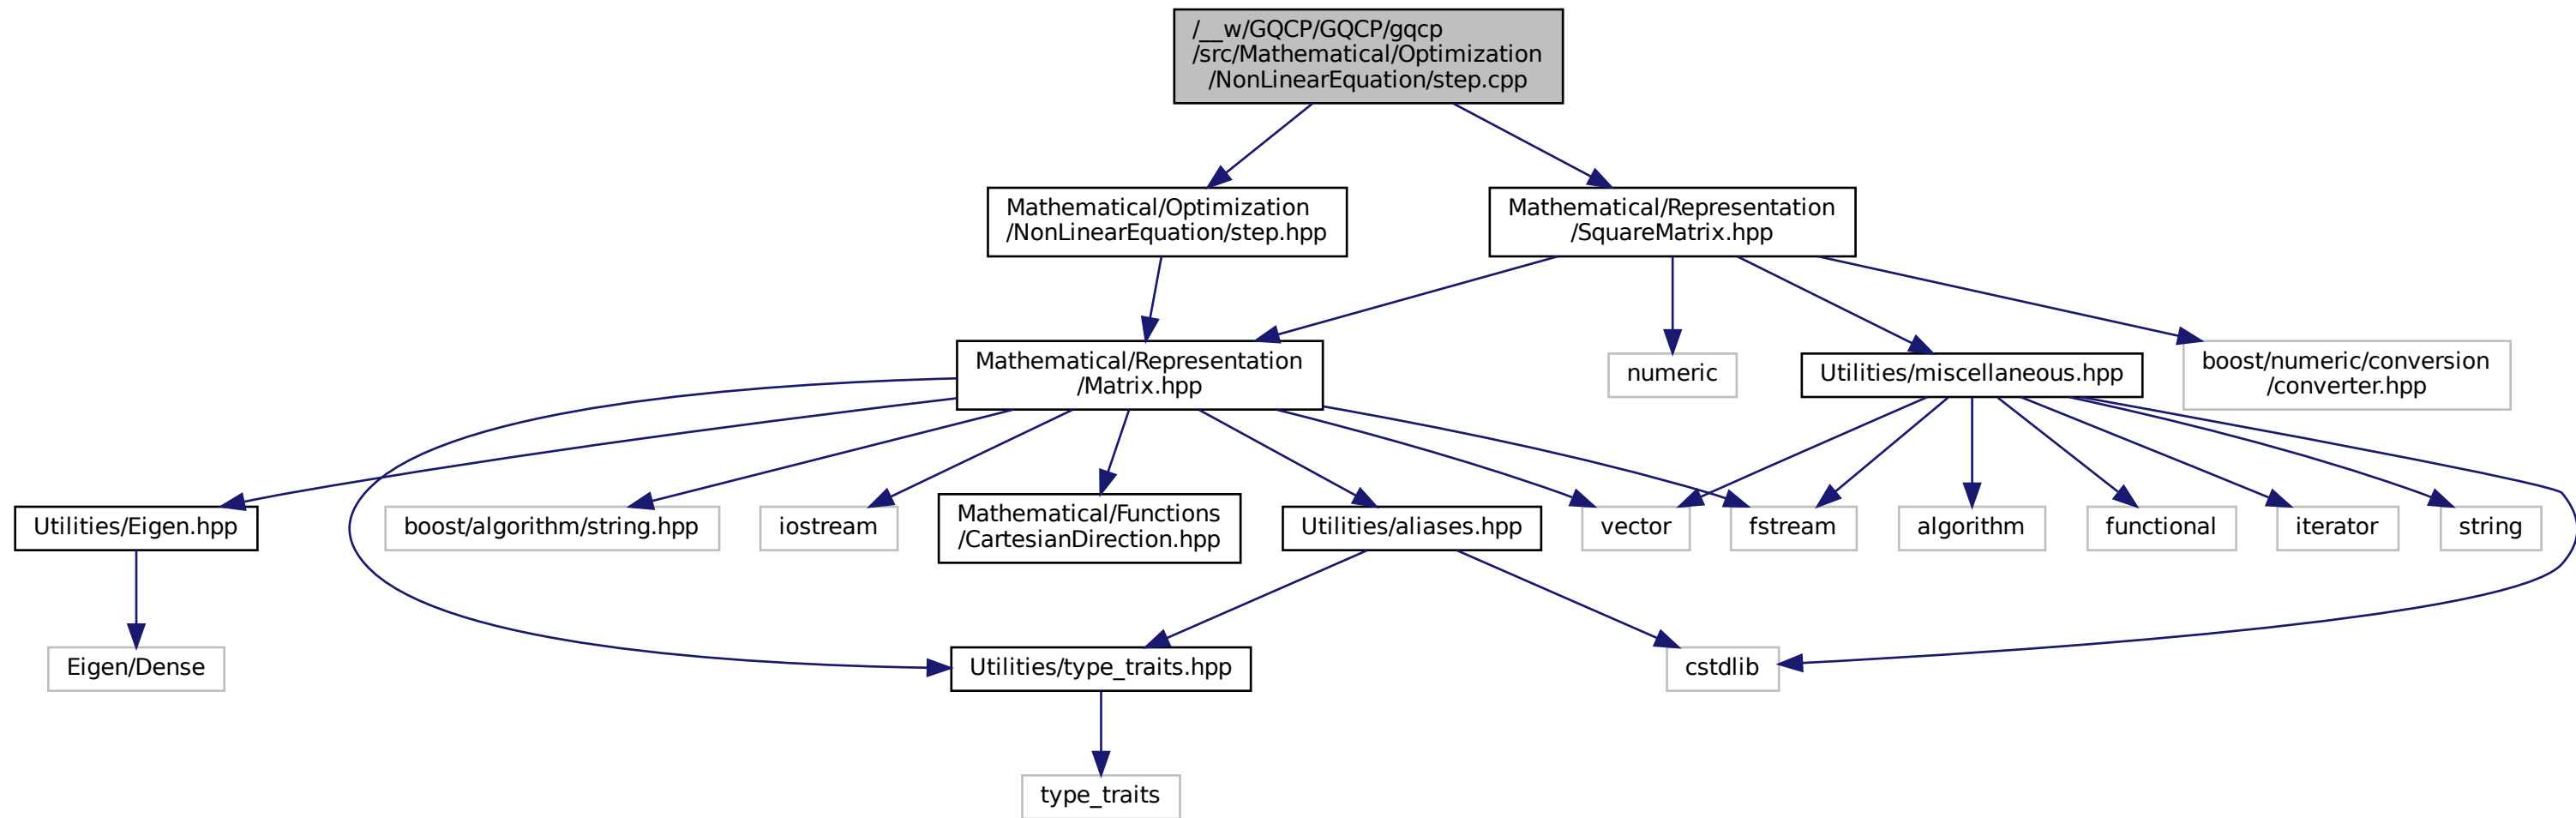 /__w/GQCP/GQCP/gqcp
/src/Mathematical/Optimization
/NonLinearEquation/step.cpp
Mathematical/Optimization
/NonLinearEquation/step.hpp
Mathematical/Representation
/SquareMatrix.hpp
Mathematical/Representation
/Matrix.hpp
numeric
Utilities/miscellaneous.hpp
boost/numeric/conversion
/converter.hpp
Utilities/Eigen.hpp
boost/algorithm/string.hpp
iostream
Mathematical/Functions
/CartesianDirection.hpp
Utilities/aliases.hpp
vector
fstream
algorithm
functional
iterator
string
Eigen/Dense
Utilities/type_traits.hpp
cstdlib
type_traits